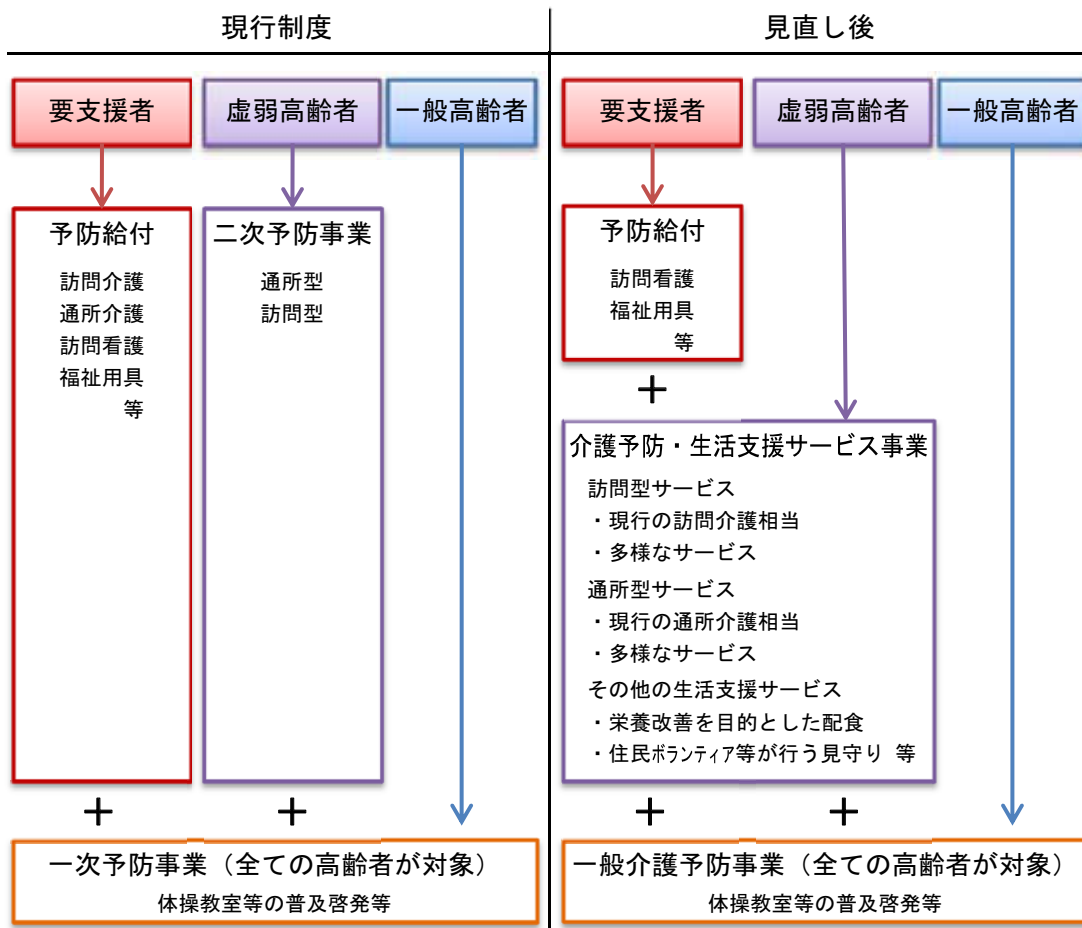 現行制度
要支援者
虚弱高齢者
一般高齢者
予防給付
訪問介護
通所介護
訪問看護
福祉用具
等
二次予防事業
通所型
訪問型
+
+
一次予防事業（全ての高齢者が対象）
体操教室等の普及啓発等
見直し後
要支援者
虚弱高齢者
一般高齢者
予防給付
訪問看護
福祉用具
等
+
介護予防・生活支援サービス事業
訪問型サービス
・現行の訪問介護相当
・多様なサービス
通所型サービス
・現行の通所介護相当
・多様なサービス
その他の生活支援サービス
・栄養改善を目的とした配食
・住民ボランティア等が行う見守り 等
+
+
一般介護予防事業（全ての高齢者が対象）
体操教室等の普及啓発等